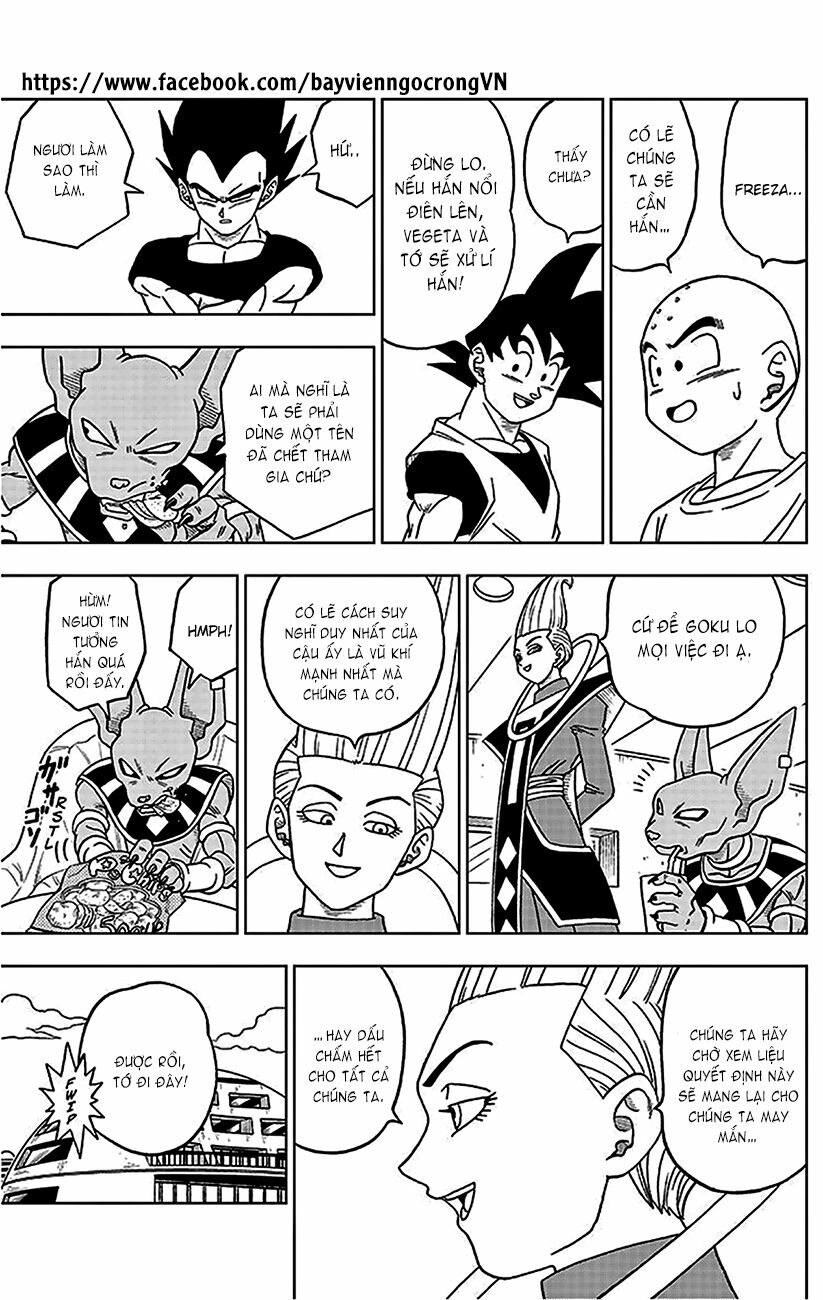 https://www.facebook.com/bayvienngocrongVN
FREEZA...
CÓ LẼ
CHÚNG
TA SẼ
CẦN
HẮN...
THẤY
CHƯA?
ĐỪNG LO.
NẾU HẮN NỔI
ĐIÊN LÊN,
VEGETA VÀ
TỚ SẼ XỬ LÍ
HẮN!
HỨ..
NGƯƠI LÀM
SAO THÌ
LÀM.
AI MÀ NGHĨ LÀ
TA SẼ PHẢI
DÙNG MỘT TÊN
ĐÃ CHẾT THAM
GIA CHỨ?
CỨ ĐỂ GOKU LO
MỌI VIỆC ĐI Ạ.
CÓ LẼ CÁCH SUY
NGHĨ DUY NHẤT CỦA
CẬU ẤY LÀ VŨ KHÍ
MẠNH NHẤT MÀ
CHÚNG TA CÓ.
HMPH!
HỪM!
NGƯƠI TIN
TƯỞNG
HẮN QUÁ
RỒI ĐẤY.
ガサゴソ
RSTL
CHÚNG TA HÃY
CHỜ XEM LIỆU
QUYẾT ĐỊNH NÀY
SẼ MANG LẠI CHO
CHÚNG TA MAY
MẮN...
...HAY DẤU
CHẤM HẾT
CHO TẤT CẢ
CHÚNG TA.
ĐƯỢC RỒI,
TỚ ĐI ĐÂY!
FWIP